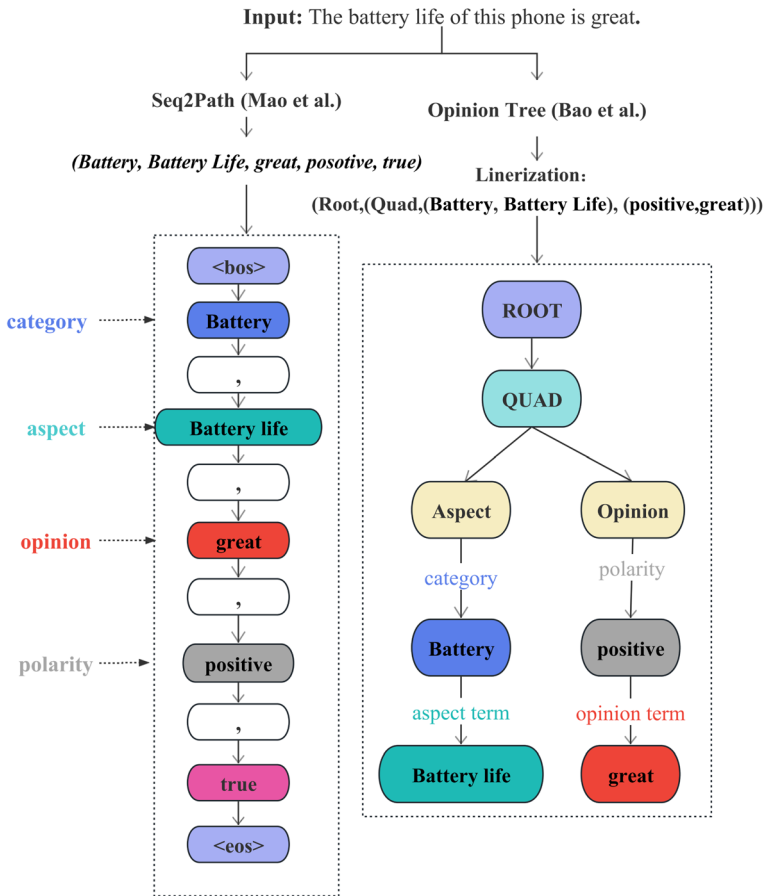 Input: The battery life of this phone is great.
Seq2Path (Mao et al.)
(Battery, Battery Life, great, posotive, true)
<bos>
category
Battery
,
aspect
Battery life
,
opinion
great
,
polarity
positive
,
true
<eos>
Opinion Tree (Bao et al.)
Linerization：
(Root,(Quad,(Battery, Battery Life), (positive,great)))
ROOT
QUAD
Aspect
Opinion
category
polarity
Battery
positive
aspect term
opinion term
Battery life
great